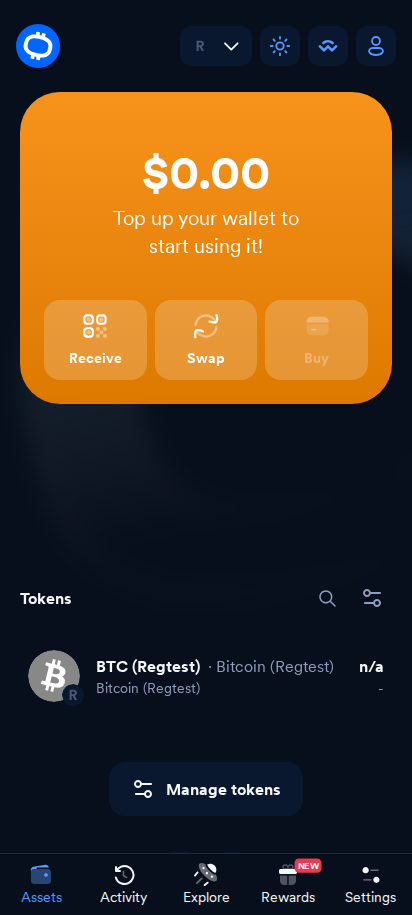 R
$0.00
Top up your wallet to
start using it!
Receive
Swap
Buy
Tokens
BTC (Regtest) · Bitcoin (Regtest) n/a
Bitcoin (Regtest) -
R
Manage tokens
NEW
Assets
Activity
Explore
Rewards
Settings